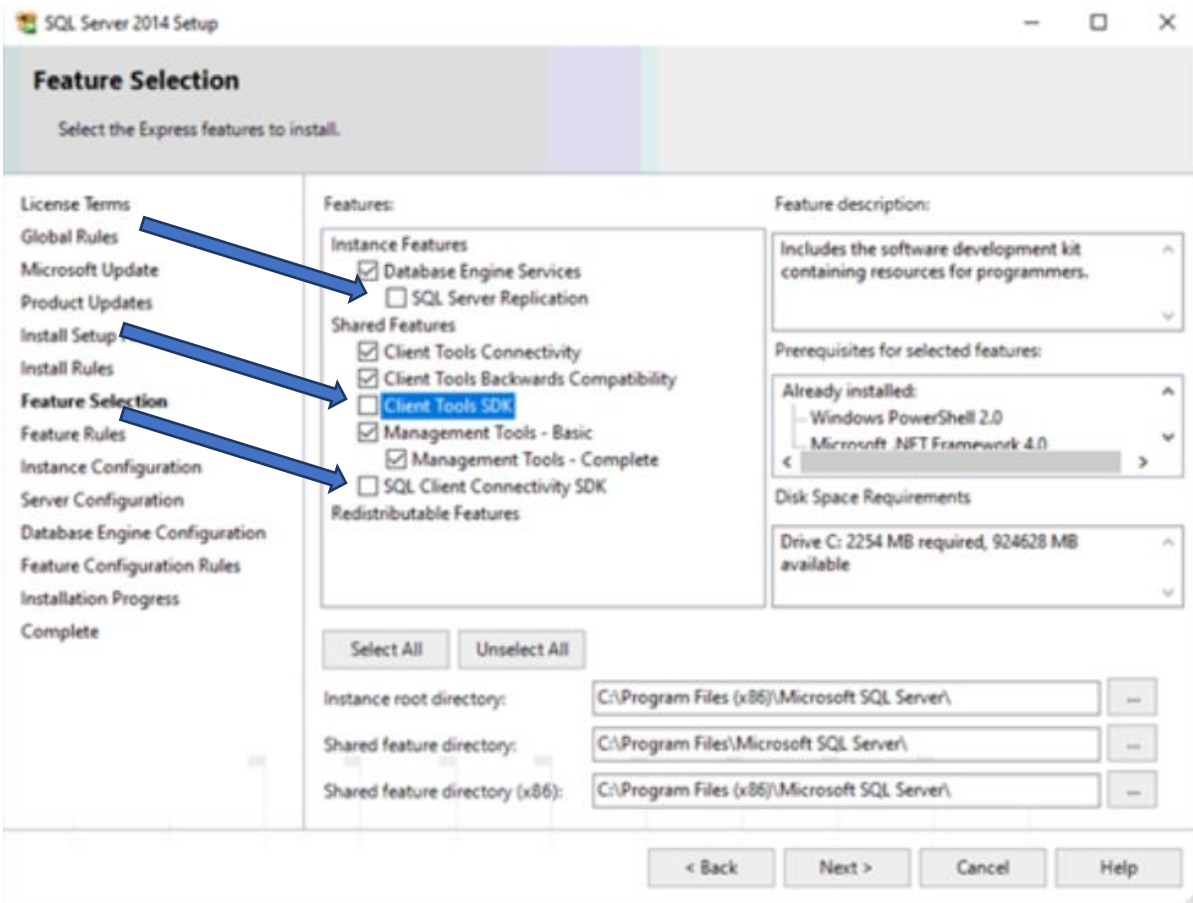 SQL Server 2014 Setup
Feature Selection
Select the Express features to install.
License Terms
Global Rules
Microsoft Update
Product Updates
Install Setup
Install Rules
Feature Selection
Feature Rules
Instance Configuration
Server Configuration
Database Engine Configuration
Feature Configuration Rules
Installation Progress
Complete
Features:
Instance Features
Database Engine Services
SQL Server Replication
Shared Features
Client Tools Connectivity
Client Tools Backwards Compatibility
Client Tools SDK
Management Tools - Basic
Management Tools - Complete
SQL Client Connectivity SDK
Redistributable Features
Feature description:
Includes the software development kit
containing resources for programmers.
Prerequisites for selected features:
Already installed:
Windows PowerShell 2.0
Microsoft .NET Framework 4.0
Disk Space Requirements
Drive C: 2254 MB required, 924628 MB
available
Select All
Unselect All
Instance root directory:
C:\Program Files (x86)\Microsoft SQL Server\
...
Shared feature directory:
C:\Program Files\Microsoft SQL Server\
...
Shared feature directory (x86):
C:\Program Files (x86)\Microsoft SQL Server\
...
< Back
Next >
Cancel
Help